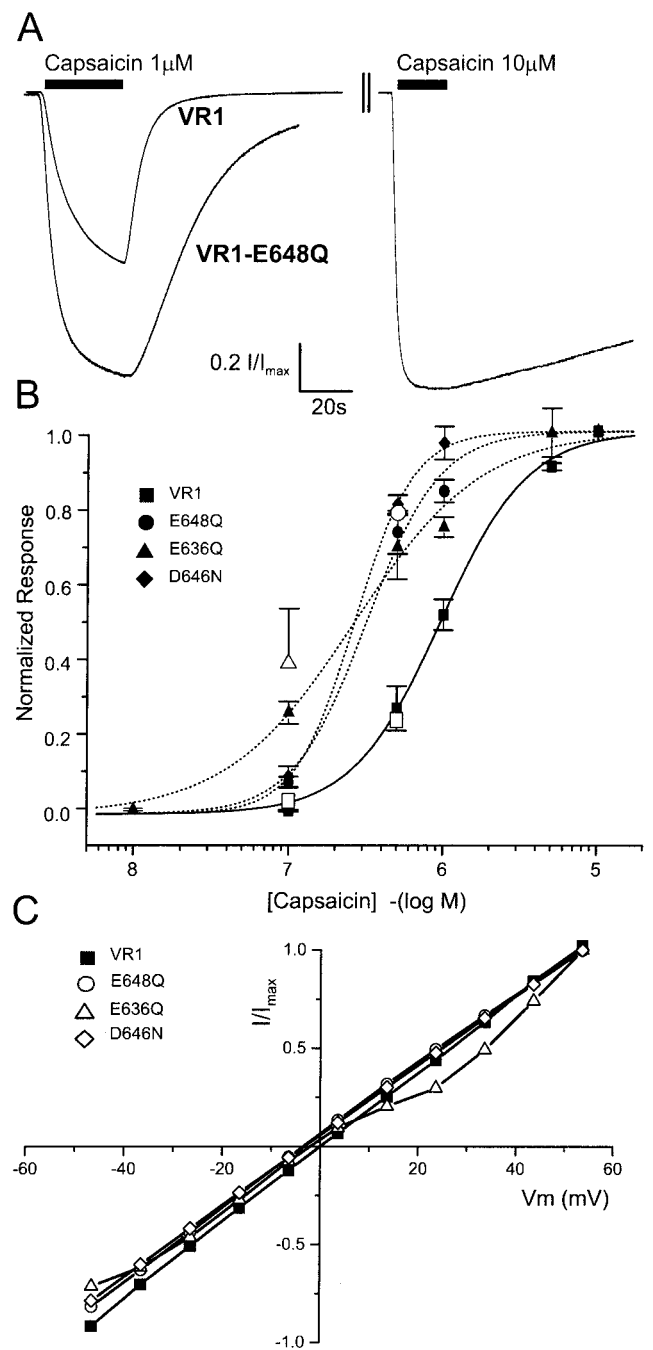 A
Capsaicin 1μM
Capsaicin 10μM
VR1
VR1-E648Q
0.2 I/Imax
20s
B
1.0
0.8
0.6
0.4
0.2
0.0
Normalized Response
VR1
E648Q
E636Q
D646N
8 7 6 5
[Capsaicin] -(log M)
C
VR1
E648Q
E636Q
D646N
I/Imax
1.0
0.5
-60 -40 -20 0 20 40 60
Vm (mV)
-0.5
-1.0